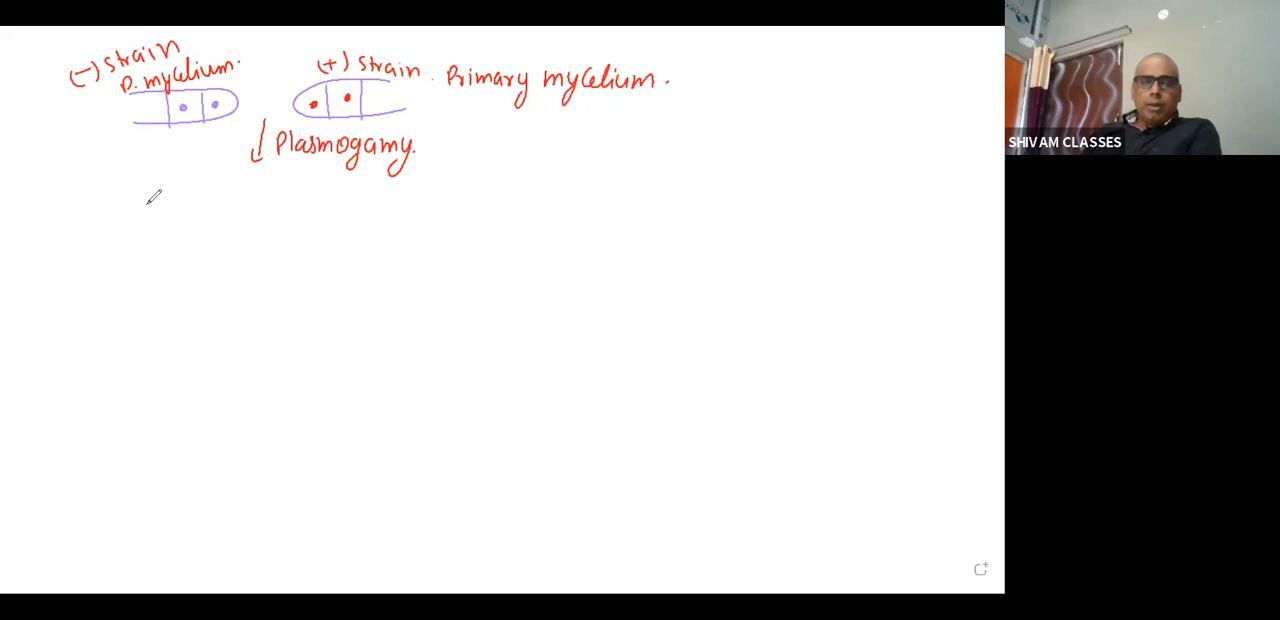 (-) Strain
P. mycelium.
(+) Strain. Primary mycelium.
Plasmogamy.
SHIVAM CLASSES